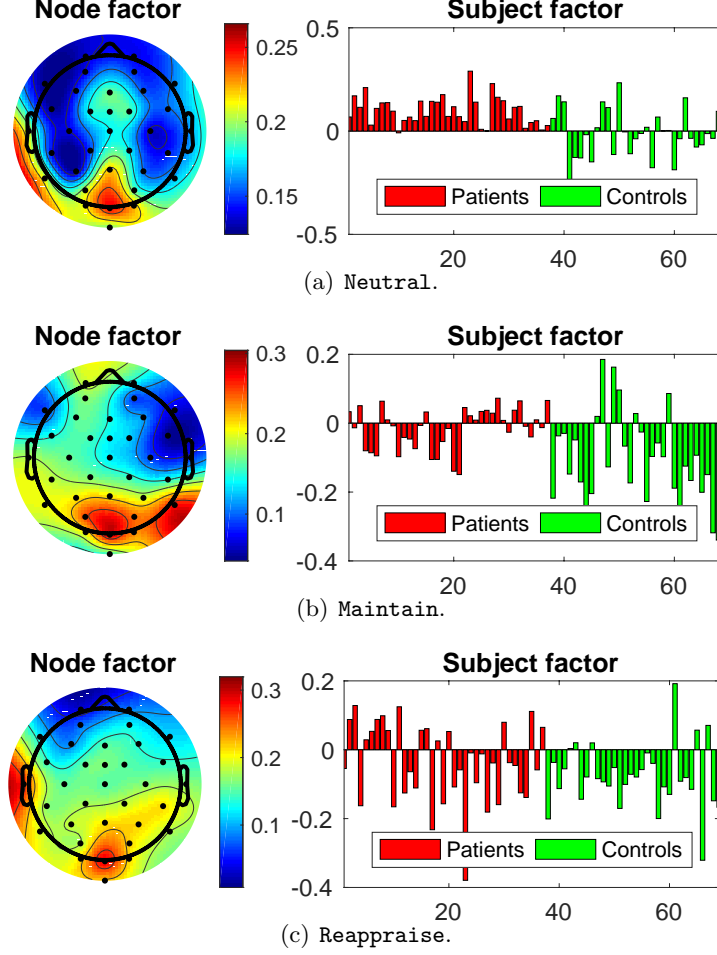 Node factor
Subject factor
0.25
0.2
0.15
0.5
0
-0.5
20
40
60
Patients
Controls
(a) Neutral.
Node factor
Subject factor
0.3
0.2
0.1
0.2
0
-0.2
-0.4
20
40
60
Patients
Controls
(b) Maintain.
Node factor
Subject factor
0.3
0.2
0.1
0.2
0
-0.2
-0.4
20
40
60
Patients
Controls
(c) Reappraise.